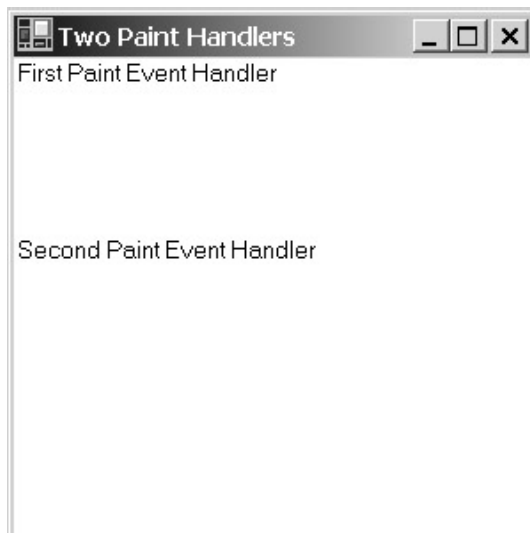 Two Paint Handlers
First Paint Event Handler
Second Paint Event Handler